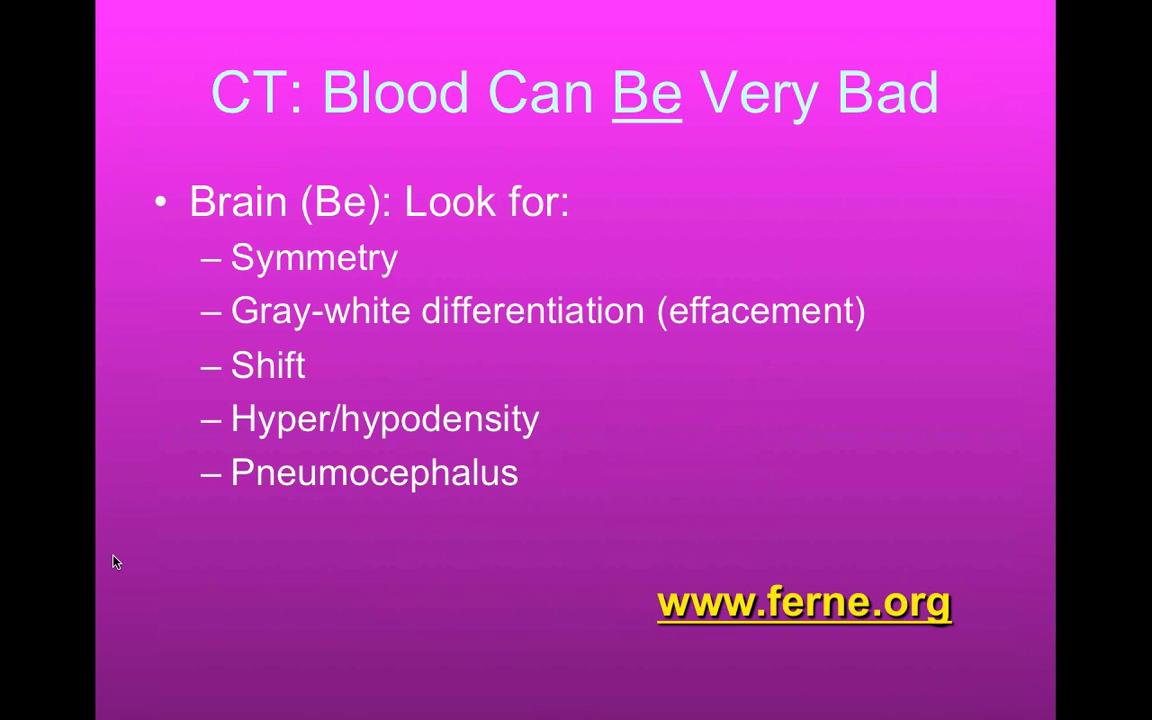 CT: Blood Can Be Very Bad
• Brain (Be): Look for:
– Symmetry
– Gray-white differentiation (effacement)
– Shift
– Hyper/hypodensity
– Pneumocephalus
www.ferne.org